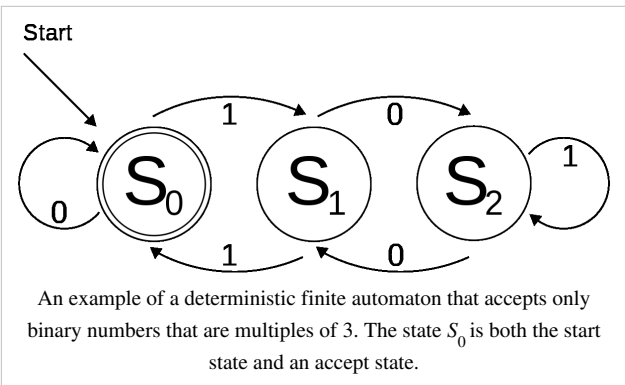 Start
1
0
S0
S1
S2
1
0
1
0
An example of a deterministic finite automaton that accepts only
binary numbers that are multiples of 3. The state S0 is both the start
state and an accept state.